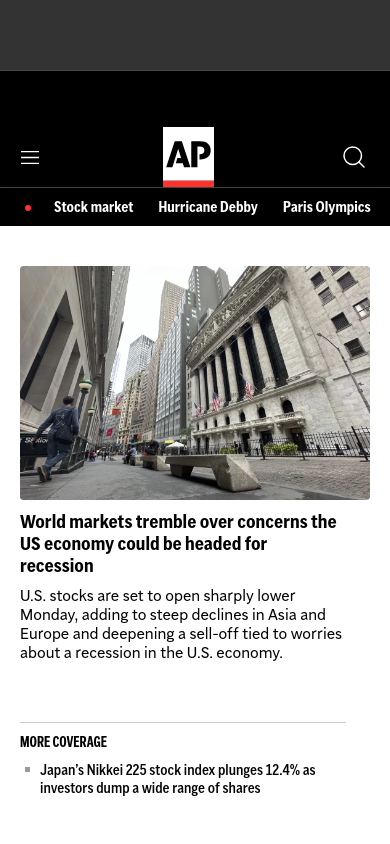 AP
Stock market Hurricane Debby Paris Olympics
World markets tremble over concerns the
US economy could be headed for
recession
U.S. stocks are set to open sharply lower
Monday, adding to steep declines in Asia and
Europe and deepening a sell-off tied to worries
about a recession in the U.S. economy.
MORE COVERAGE
Japan’s Nikkei 225 stock index plunges 12.4% as
investors dump a wide range of shares